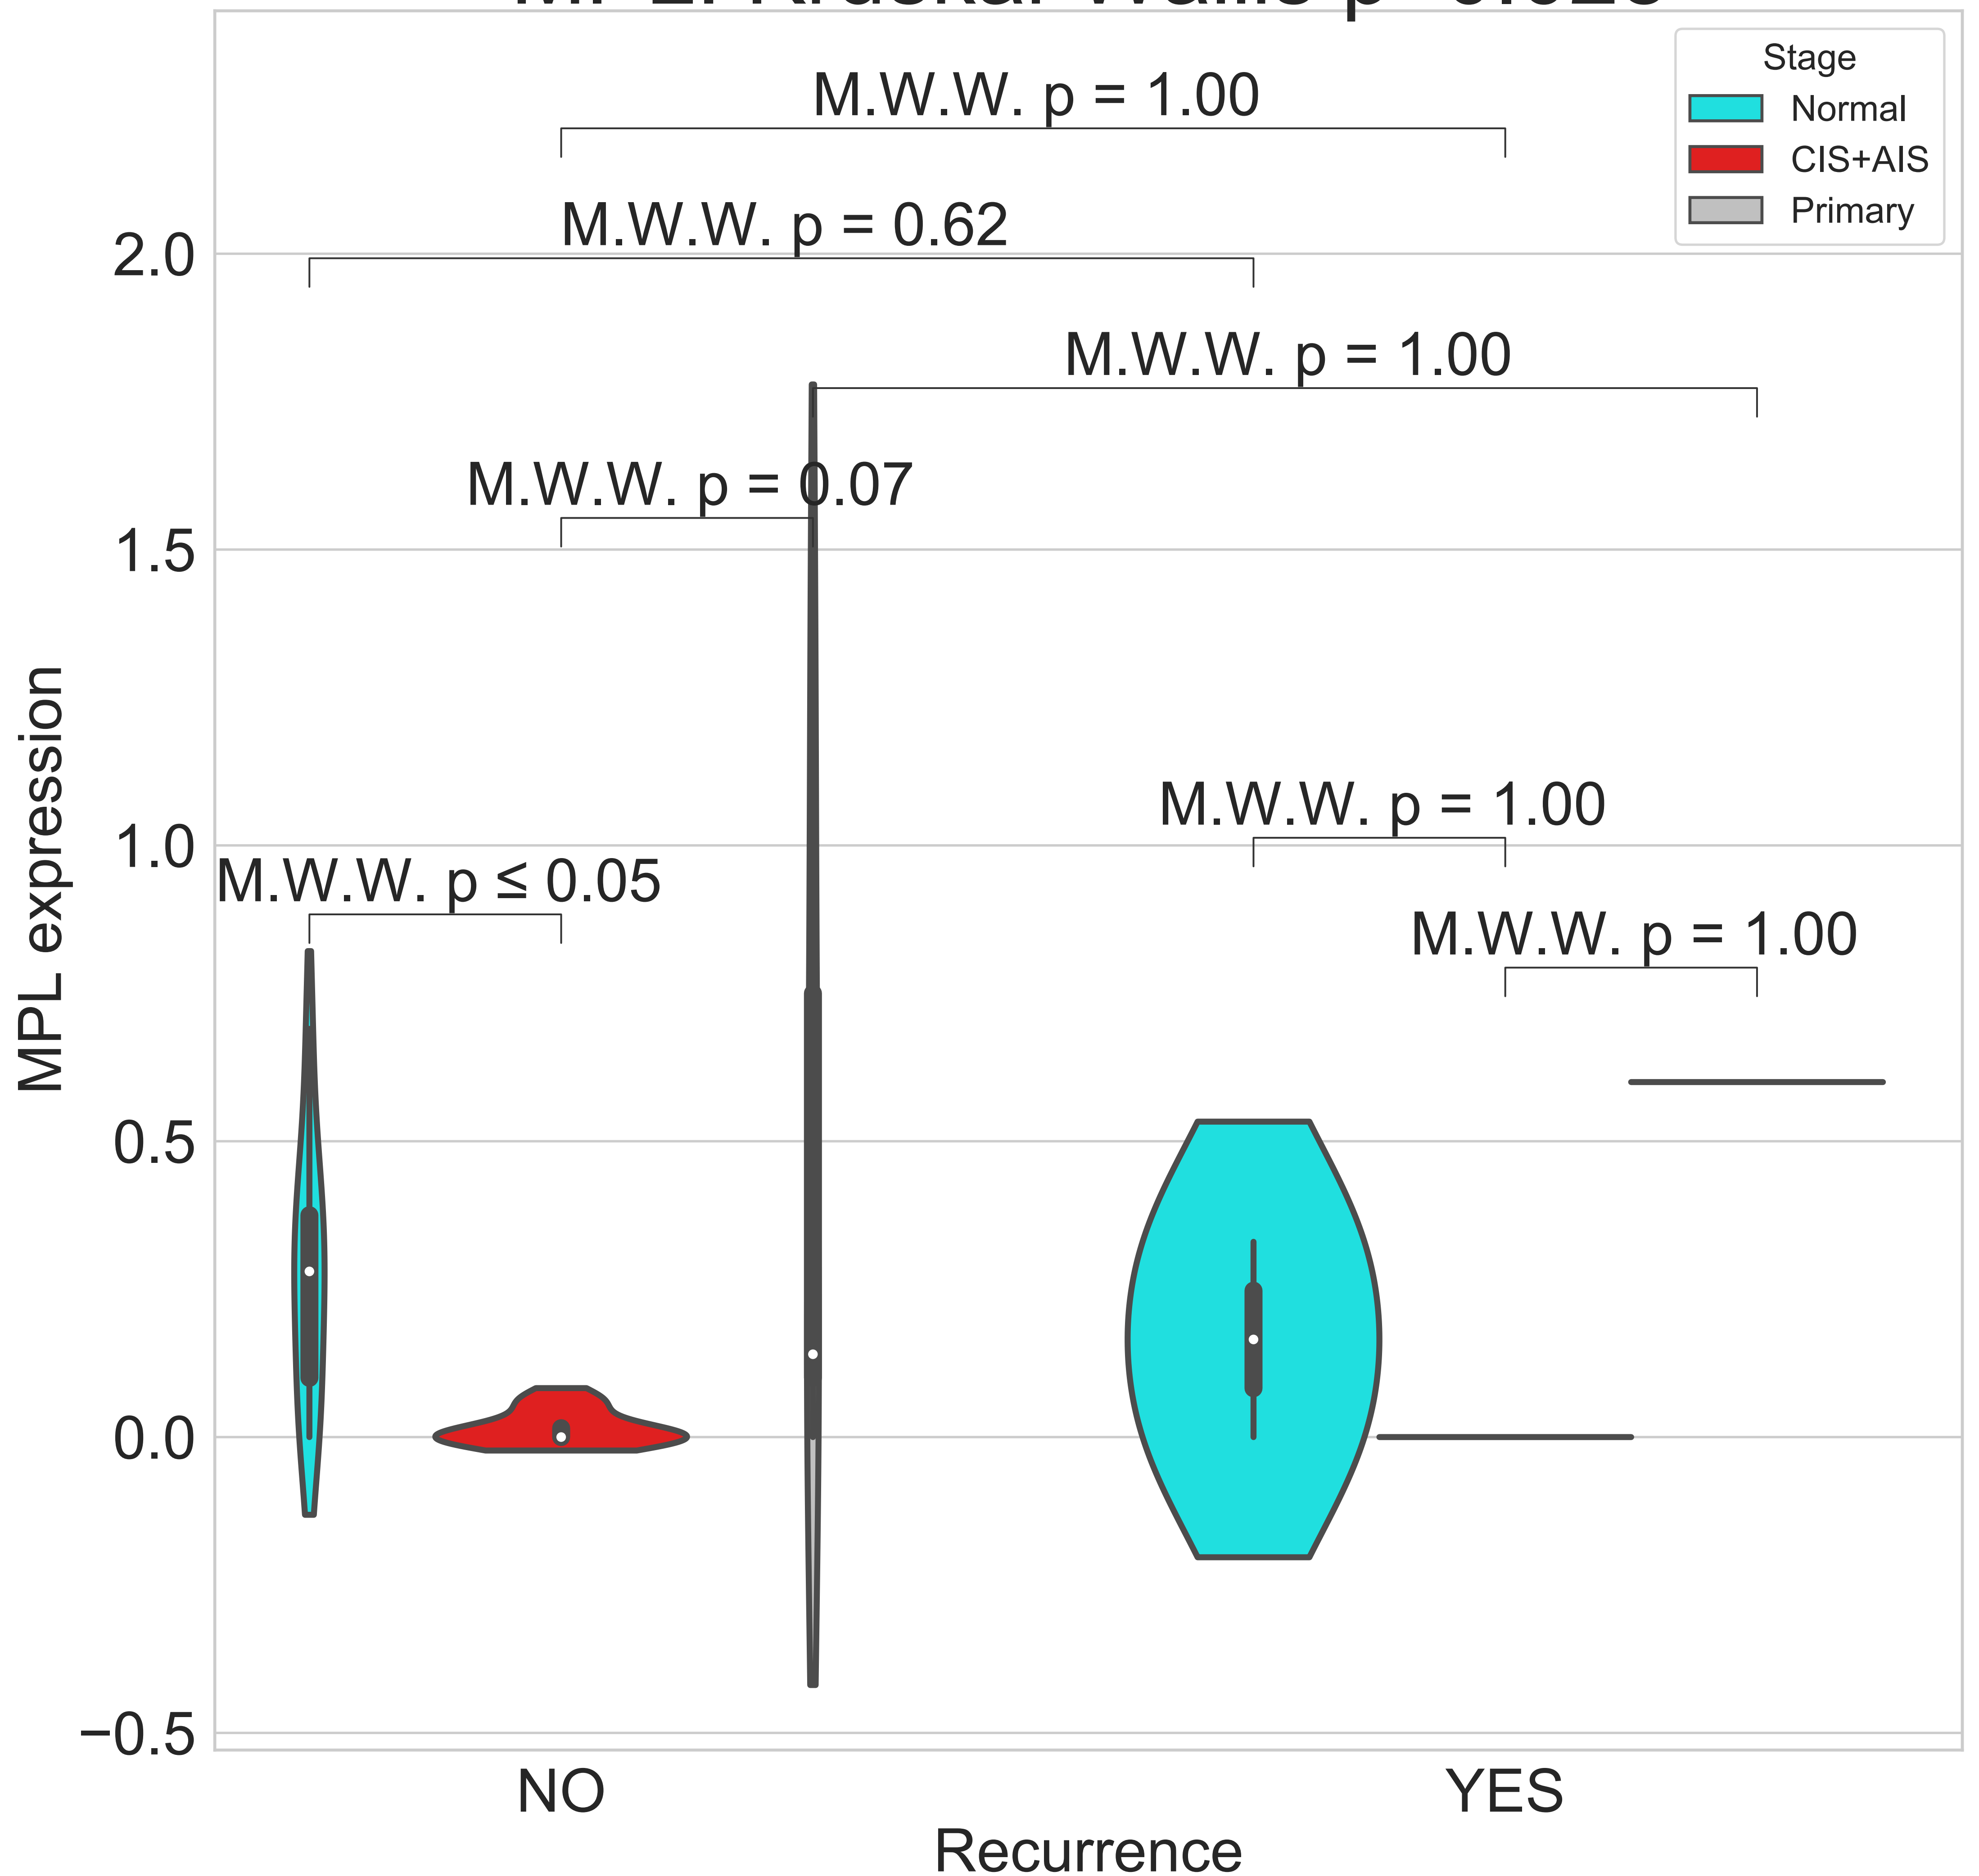 Stage
Normal
CIS+AIS
Primary
M.W.W. p = 1.00
M.W.W. p = 0.62
M.W.W. p = 1.00
M.W.W. p = 0.07
M.W.W. p = 1.00
M.W.W. p ≤ 0.05
M.W.W. p = 1.00
2.0
1.5
1.0
0.5
0.0
−0.5
MPL expression
NO
YES
Recurrence